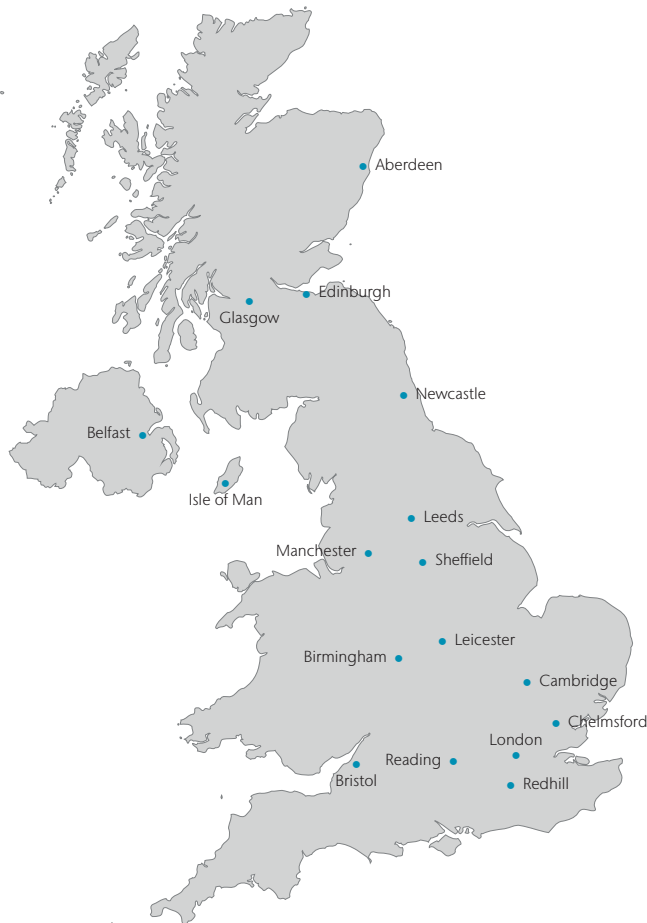 Aberdeen
Edinburgh
Glasgow
Newcastle
Belfast
Isle of Man
Leeds
Manchester
Sheffield
Leicester
Birmingham
Cambridge
Chelmsford
London
Reading
Bristol
Redhill